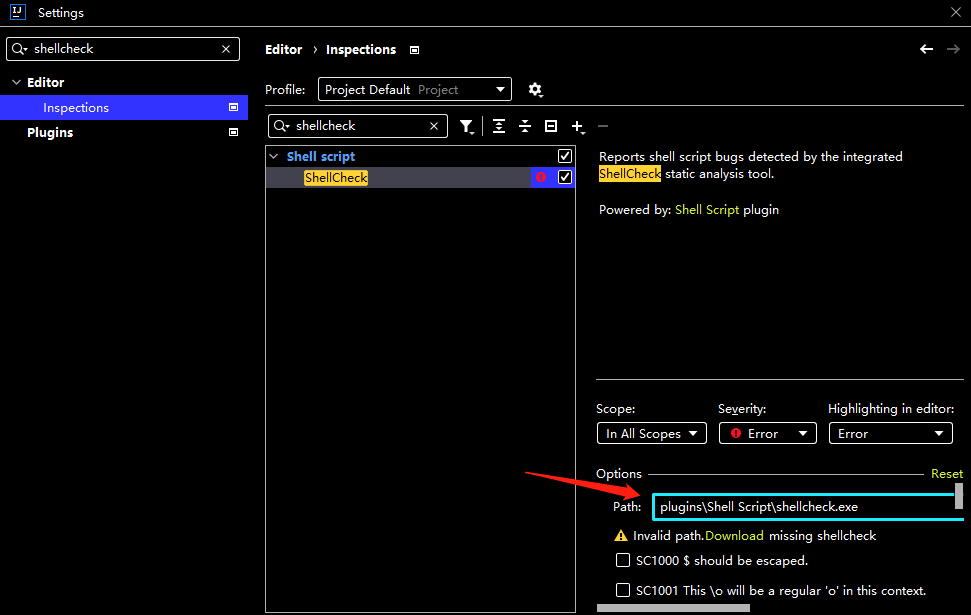 IJ Settings
shellcheck
Editor
Inspections
Plugins
Editor › Inspections
Profile: Project Default Project
shellcheck
Shell script
ShellCheck
Reports shell script bugs detected by the integrated
ShellCheck static analysis tool.
Powered by: Shell Script plugin
Scope: Severity: Highlighting in editor:
In All Scopes Error Error
Options Reset
Path: plugins\Shell Script\shellcheck.exe
Invalid path.Download missing shellcheck
SC1000 $ should be escaped.
SC1001 This \o will be a regular 'o' in this context.